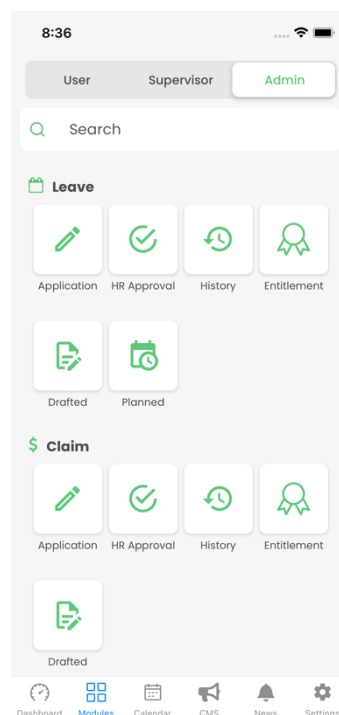 8:36
User Supervisor Admin
Search
Leave
Application HR Approval History Entitlement
Drafted Planned
$ Claim
Application HR Approval History Entitlement
Drafted
Dashboard Modules Calendar CMS News Settings